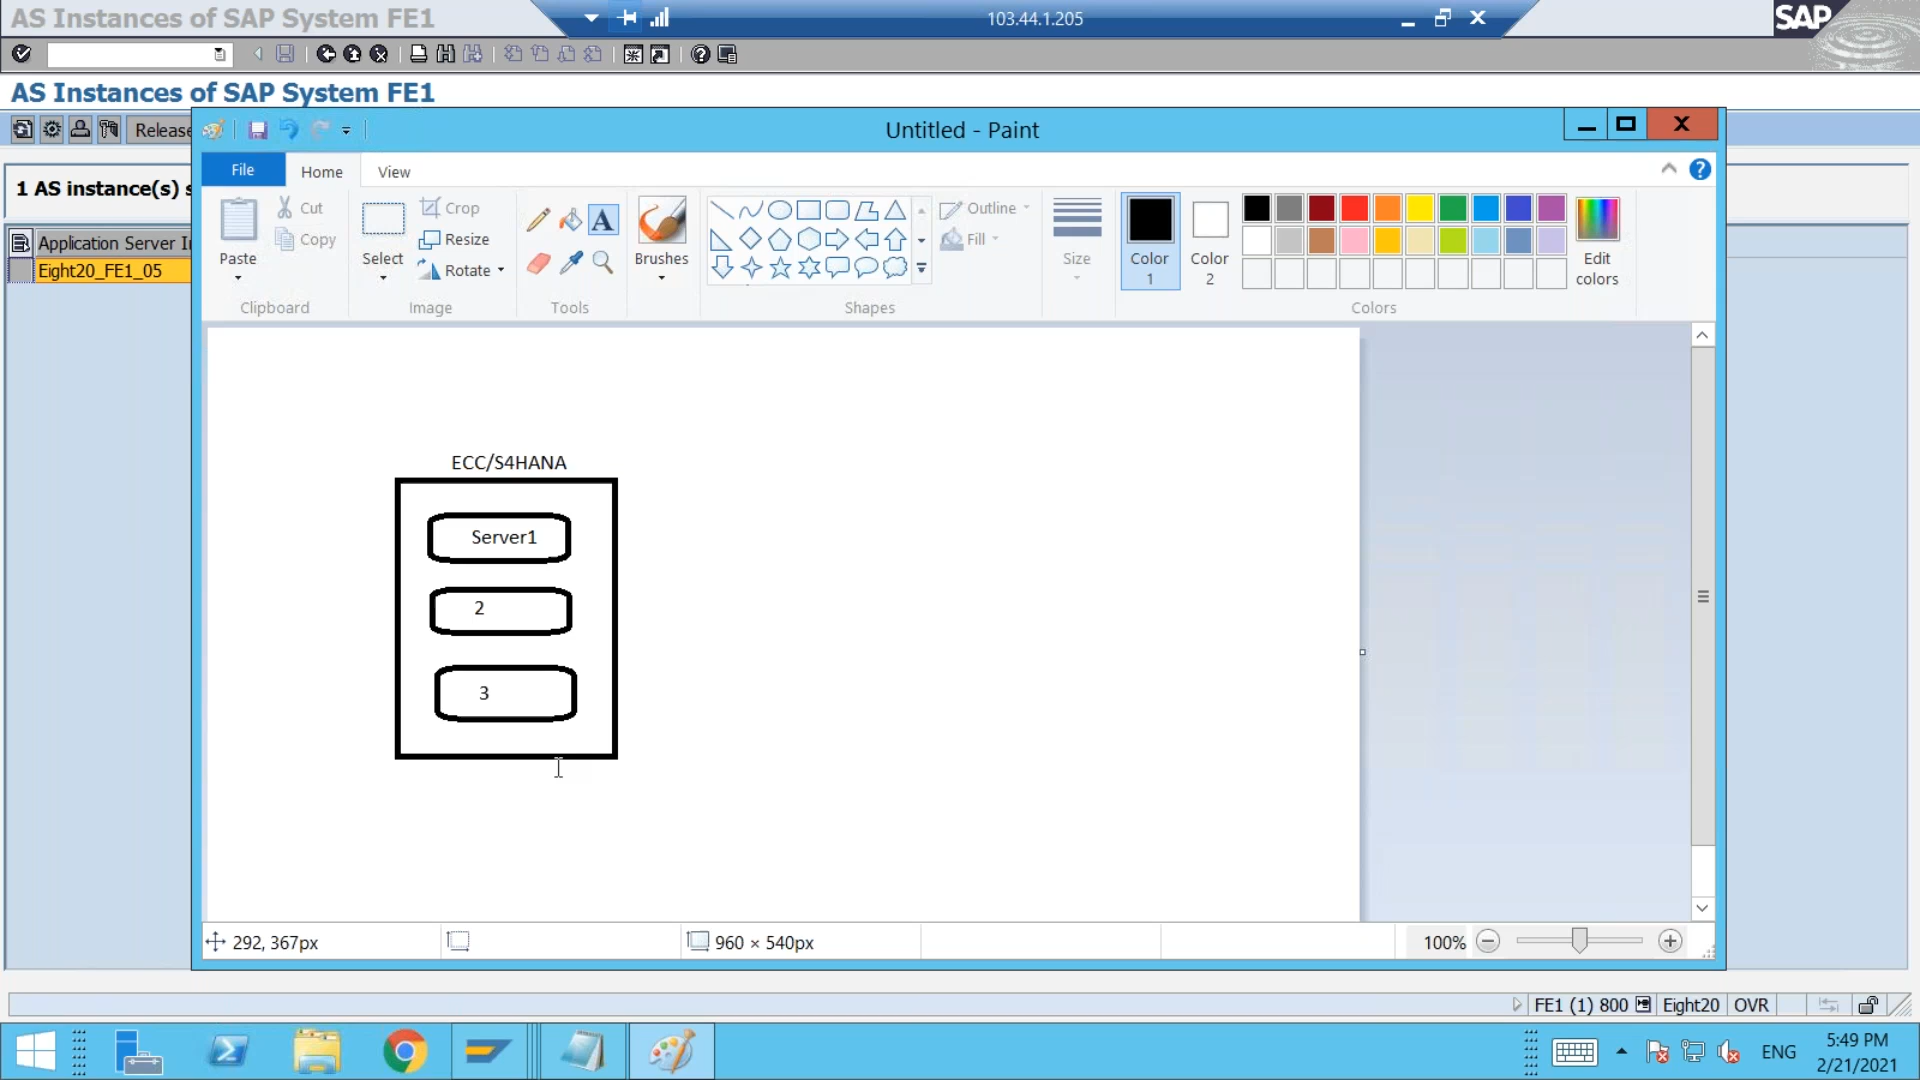 AS Instances of SAP System FE1
103.44.1.205
SAP
AS Instances of SAP System FE1
Release
Untitled - Paint
File
Home
View
1 AS instance(s) s
Application Server In
Eight20_FE1_05
Paste
Cut
Copy
Clipboard
Select
Crop
Resize
Rotate
Image
A
Tools
Brushes
Outline
Fill
Shapes
Size
Color
1
Color
2
Edit
colors
Colors
ECC/S4HANA
Server1
2
3
292, 367px
960 × 540px
100%
FE1 (1) 800
Eight20
OVR
ENG
5:49 PM
2/21/2021